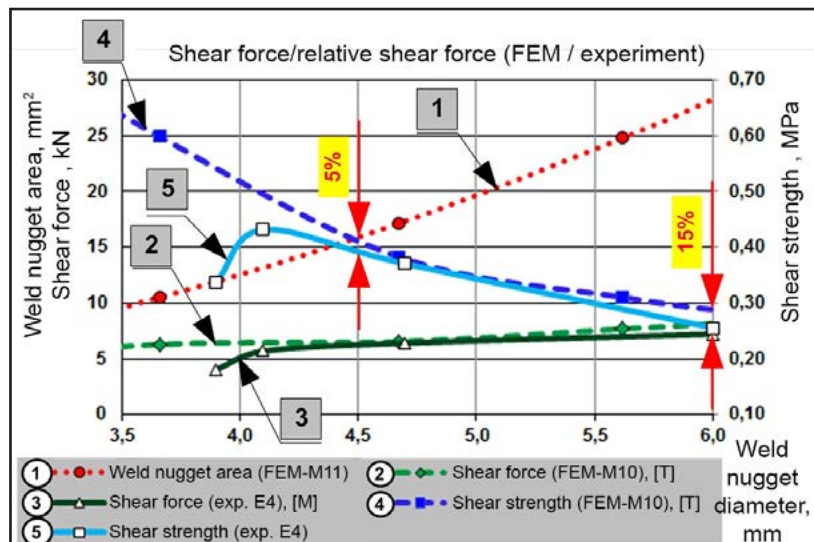 Shear force/relative shear force (FEM / experiment)
Weld nugget area, mm²
Shear force , kN
30
25
20
15
10
5
0
4
5
2
3
1
5%
15%
0,70
0,60
0,50
0,40
0,30
0,20
0,10
Shear strength , MPa
3,5 4,0 4,5 5,0 5,5 6,0
Weld
nugget
diameter,
mm
1 Weld nugget area (FEM-M11)
2 Shear force (FEM-M10), [T]
3 Shear force (exp. E4), [M]
4 Shear strength (FEM-M10), [T]
5 Shear strength (exp. E4)